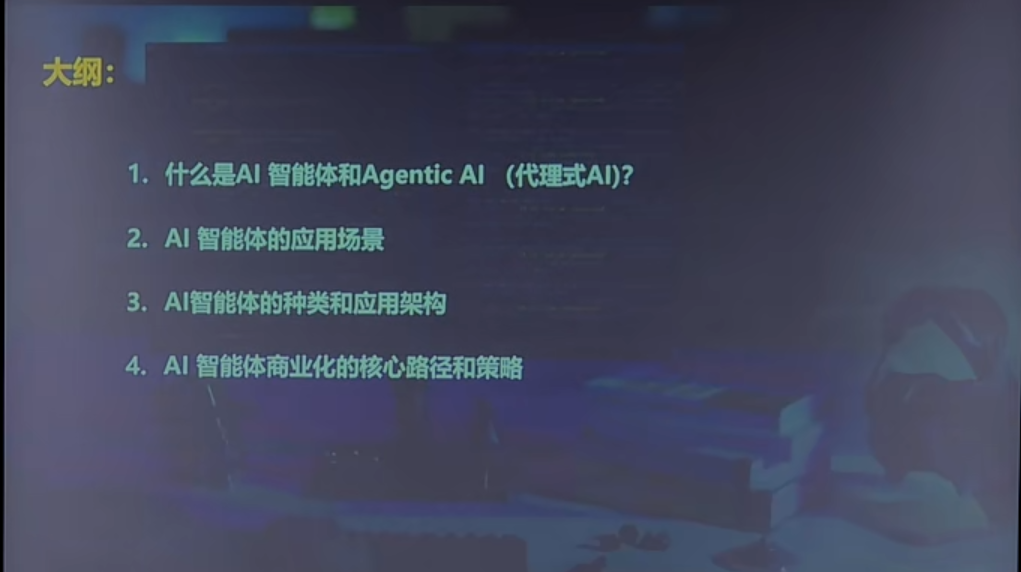 大纲：
1. 什么是AI 智能体和Agentic AI （代理式AI)？
2. AI 智能体的应用场景
3. AI智能体的种类和应用架构
4. AI 智能体商业化的核心路径和策略